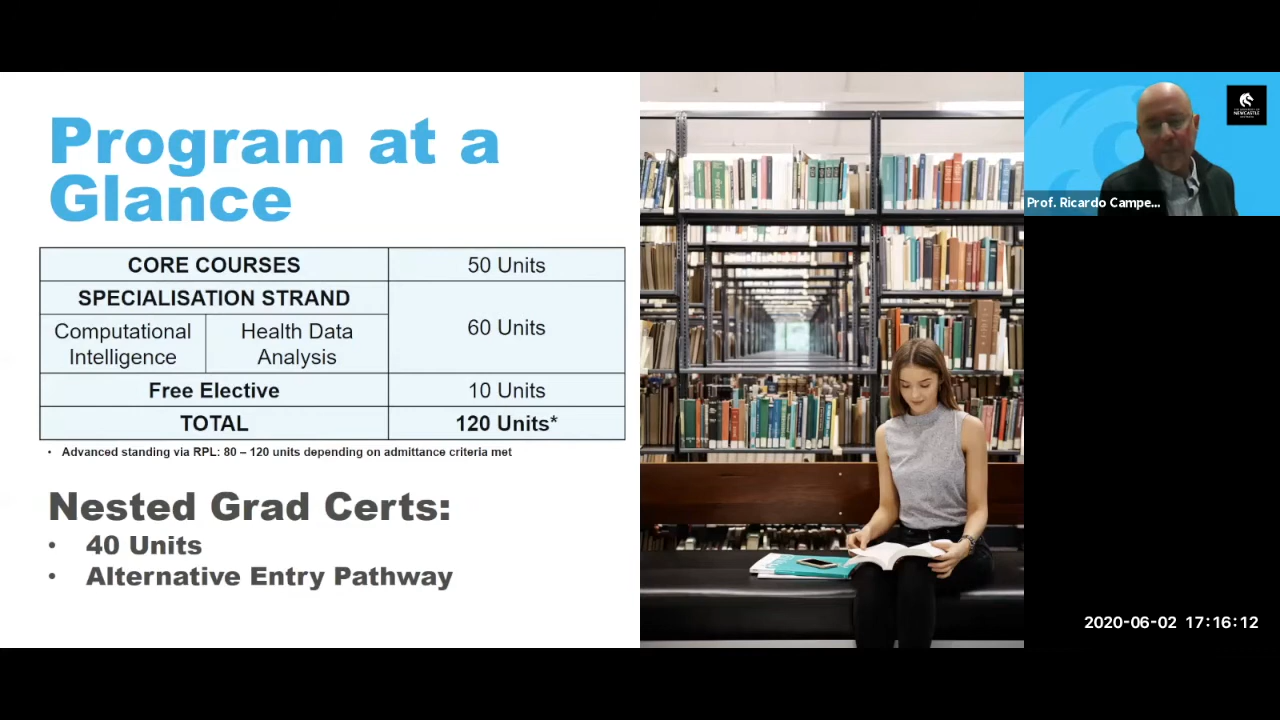 Program at a
Glance
CORE COURSES 50 Units
SPECIALISATION STRAND
60 Units
Computational Health Data
Intelligence Analysis
Free Elective 10 Units
TOTAL 120 Units*
• Advanced standing via RPL: 80 – 120 units depending on admittance criteria met
Nested Grad Certs:
• 40 Units
• Alternative Entry Pathway
NEWCASTLE
Prof. Ricardo Campe...
2020-06-02 17:16:12